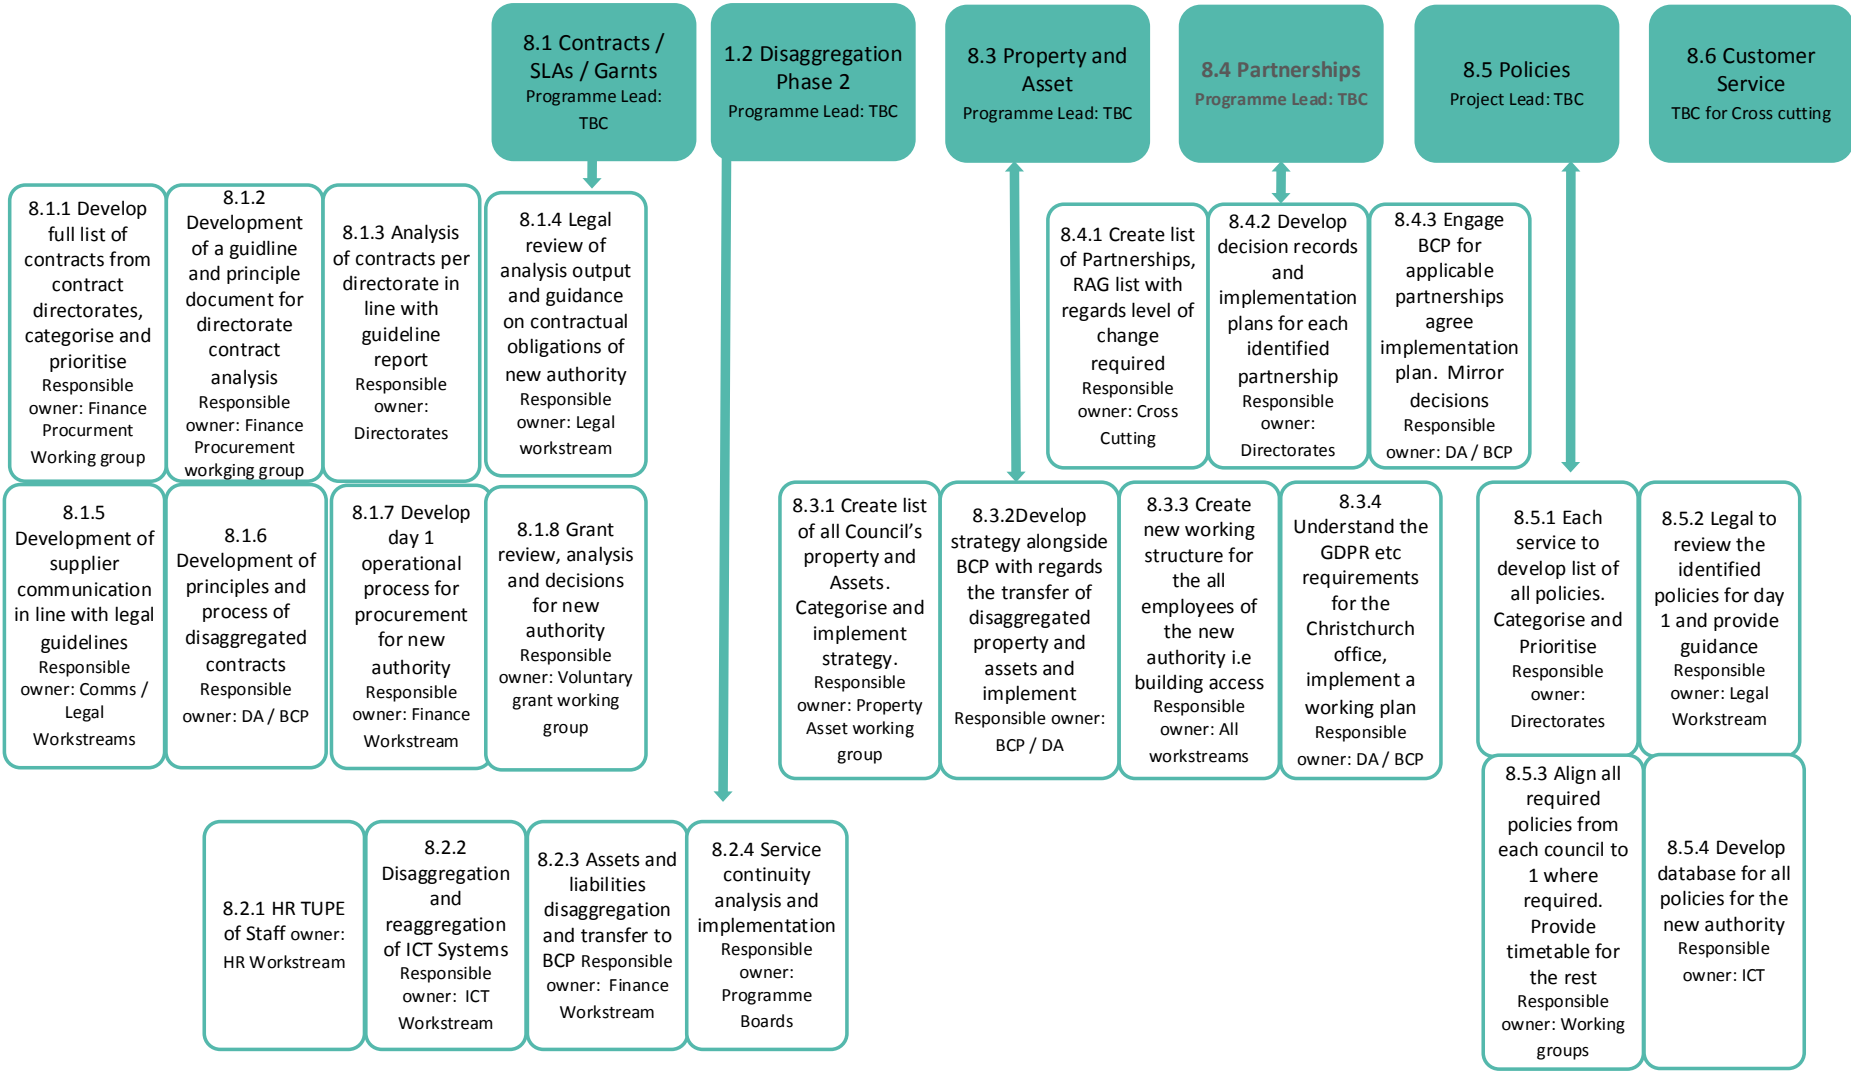 8.1 Contracts /
SLAs / Garnts
Programme Lead:
TBC
1.2 Disaggregation
Phase 2
Programme Lead: TBC
8.3 Property and
Asset
Programme Lead: TBC
8.4 Partnerships
Programme Lead: TBC
8.5 Policies
Project Lead: TBC
8.6 Customer
Service
TBC for Cross cutting
8.1.1 Develop
full list of
contracts from
contract
directorates,
categorise and
prioritise
Responsible
owner: Finance
Procurment
Working group
8.1.2
Development
of a guidline
and principle
document for
directorate
contract
analysis
Responsible
owner: Finance
Procurement
workging group
8.1.3 Analysis
of contracts per
directorate in
line with
guideline
report
Responsible
owner:
Directorates
8.1.4 Legal
review of
analysis output
and guidance
on contractual
obligations of
new authority
Responsible
owner: Legal
workstream
8.4.1 Create list
of Partnerships,
RAG list with
regards level of
change
required
Responsible
owner: Cross
Cutting
8.4.2 Develop
decision records
and
implementation
plans for each
identified
partnership
Responsible
owner:
Directorates
8.4.3 Engage
BCP for
applicable
partnerships
agree
implementation
plan.  Mirror
decisions
Responsible
owner: DA / BCP
8.1.5
Development of
supplier
communication
in line with legal
guidelines
Responsible
owner: Comms /
Legal
Workstreams
8.1.6
Development of
principles and
process of
disaggregated
contracts
Responsible
owner: DA / BCP
8.1.7 Develop
day 1
operational
process for
procurement
for new
authority
Responsible
owner: Finance
Workstream
8.1.8 Grant
review, analysis
and decisions
for new
authority
Responsible
owner: Voluntary
grant working
group
8.3.1 Create list
of all Council’s
property and
Assets.
Categorise and
implement
strategy.
Responsible
owner: Property
Asset working
group
8.3.2Develop
strategy alongside
BCP with regards
the transfer of
disaggregated
property and
assets and
implement
Responsible owner:
BCP / DA
8.3.3 Create
new working
structure for
the all
employees of
the new
authority i.e
building access
Responsible
owner: All
workstreams
8.3.4
Understand the
GDPR etc
requirements
for the
Christchurch
office,
implement a
working plan
Responsible
owner: DA / BCP
8.5.1 Each
service to
develop list of
all policies.
Categorise and
Prioritise
Responsible
owner:
Directorates
8.5.2 Legal to
review the
identified
policies for day
1 and provide
guidance
Responsible
owner: Legal
Workstream
8.2.1 HR TUPE
of Staff owner:
HR Workstream
8.2.2
Disaggregation
and
reaggregation
of ICT Systems
Responsible
owner:  ICT
Workstream
8.2.3 Assets and
liabilities
disaggregation
and transfer to
BCP Responsible
owner:  Finance
Workstream
8.2.4 Service
continuity
analysis and
implementation
Responsible
owner:
Programme
Boards
8.5.3 Align all
required
policies from
each council to
1 where
required.
Provide
timetable for
the rest
Responsible
owner: Working
groups
8.5.4 Develop
database for all
policies for the
new authority
Responsible
owner: ICT